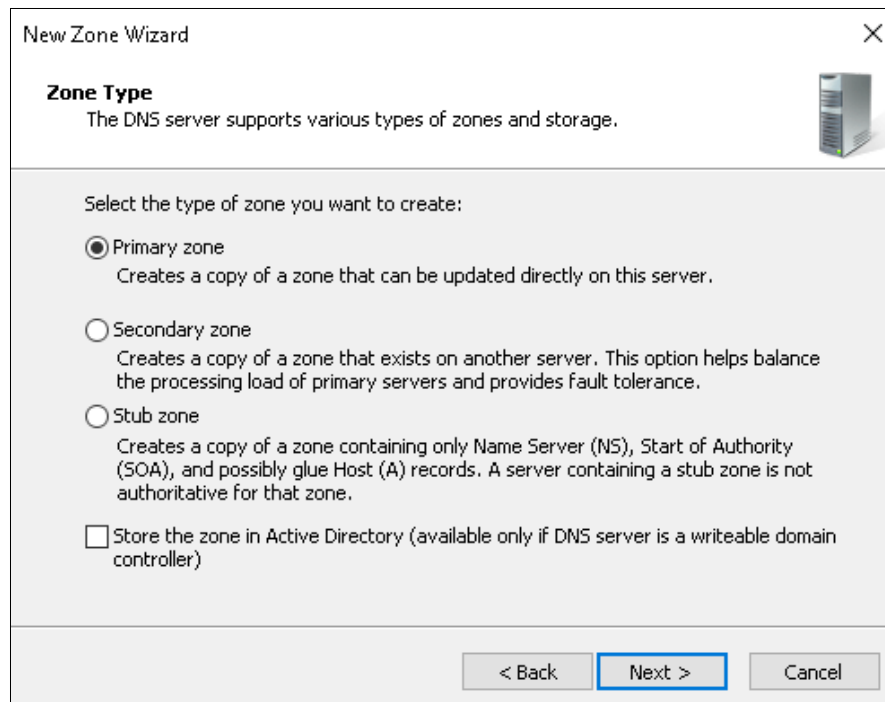 New Zone Wizard
Zone Type
The DNS server supports various types of zones and storage.
Select the type of zone you want to create:
Primary zone
Creates a copy of a zone that can be updated directly on this server.
Secondary zone
Creates a copy of a zone that exists on another server. This option helps balance
the processing load of primary servers and provides fault tolerance.
Stub zone
Creates a copy of a zone containing only Name Server (NS), Start of Authority
(SOA), and possibly glue Host (A) records. A server containing a stub zone is not
authoritative for that zone.
Store the zone in Active Directory (available only if DNS server is a writeable domain
controller)
< Back Next > Cancel